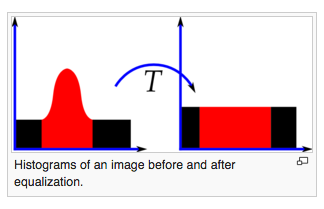 T
Histograms of an image before and after
equalization.